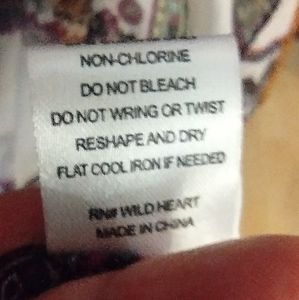 NON-CHLORINE
DO NOT BLEACH
DO NOT WRING OR TWIST
RESHAPE AND DRY
FLAT COOL IRON IF NEEDED
RN# WILD HEART
MADE IN CHINA